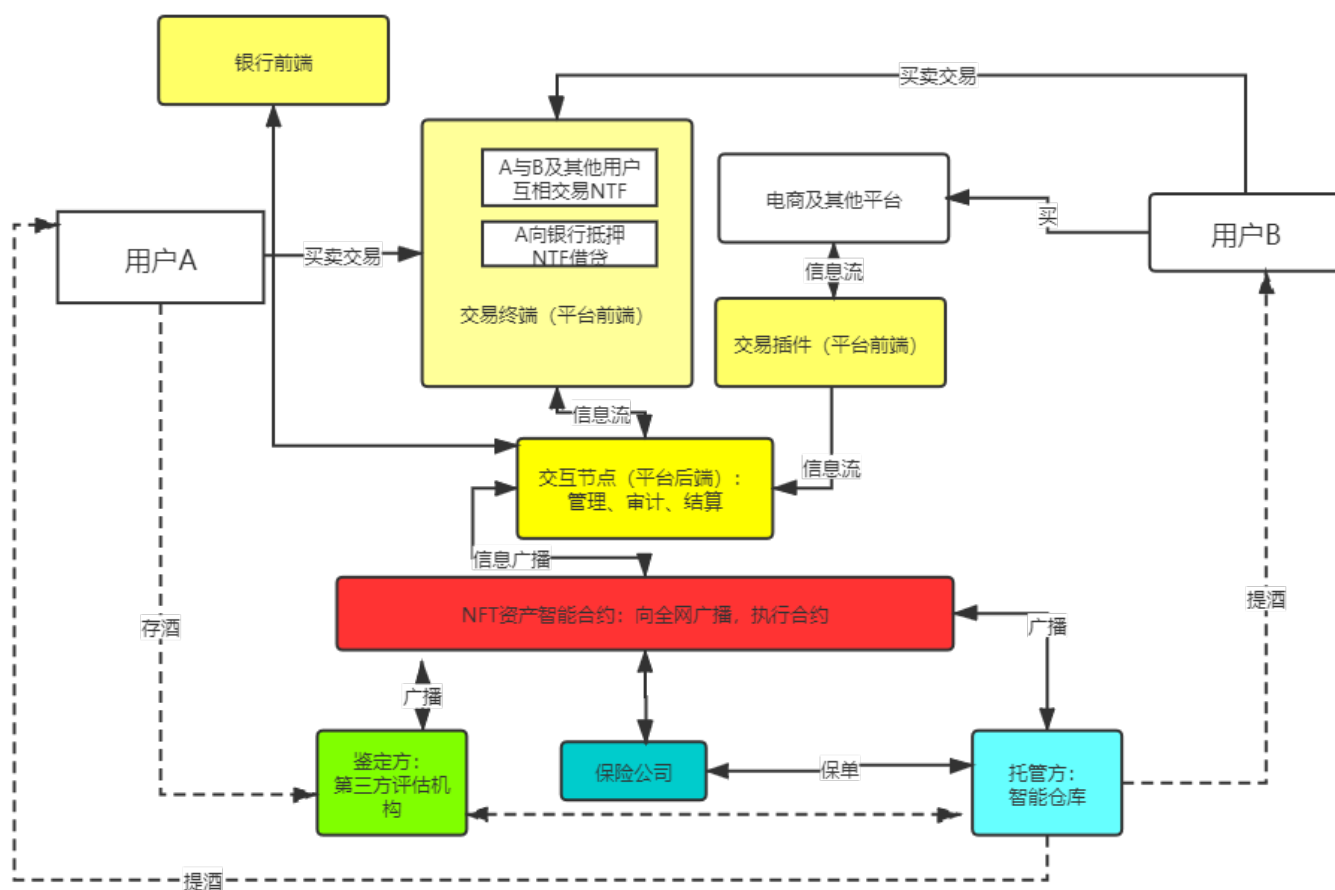 银行前端
买卖交易
A与B及其他用户
互相交易NTF
电商及其他平台
买
用户B
用户A
买卖交易
A向银行抵押
NTF借贷
信息流
交易终端（平台前端）
交易插件（平台前端）
信息流
信息流
交互节点（平台后端）：
管理、审计、结算
信息广播
NFT资产智能合约：向全网广播，执行合约
存酒
提酒
广播
广播
鉴定方：
第三方评估机
构
保险公司
保单
托管方：
智能仓库
提酒